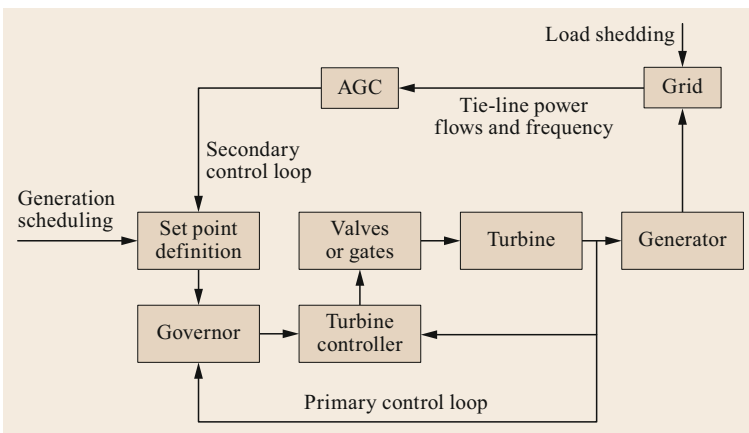 Load shedding
AGC
Grid
Tie-line power
flows and frequency
Secondary
control loop
Generation
scheduling
Set point
definition
Valves
or gates
Turbine
Generator
Governor
Turbine
controller
Primary control loop